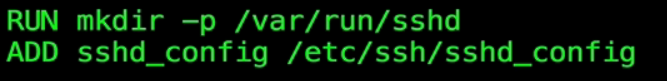 RUN mkdir -p /var/run/sshd
ADD sshd_config /etc/ssh/sshd_config